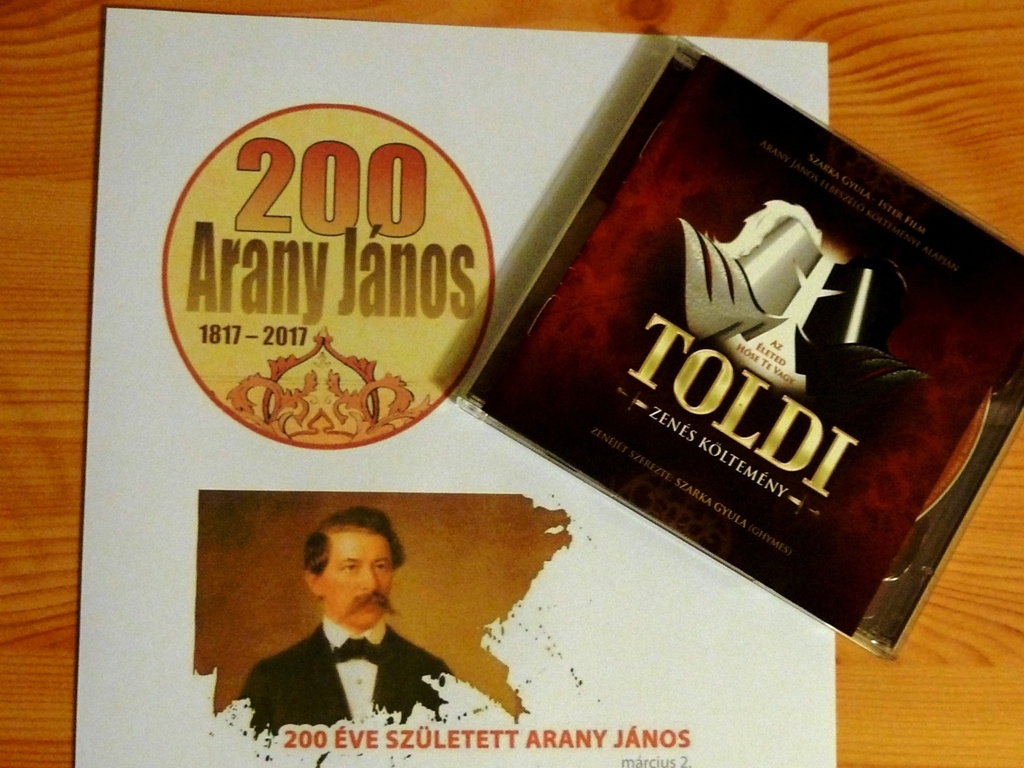 200
Arany János
1817 – 2017
200 ÉVE SZÜLETETT ARANY JÁNOS
március 2.
SZARKA GYULA - ISTER FILM
ARANY JÁNOS ELBESZÉLŐ KÖLTEMÉNYE ALAPJÁN
AZ
ÉLETED
HŐSE TE VAGY
TOLDI
ZENÉS KÖLTEMÉNY
ZENÉJÉT SZEREZTE: SZARKA GYULA (GHYMES)